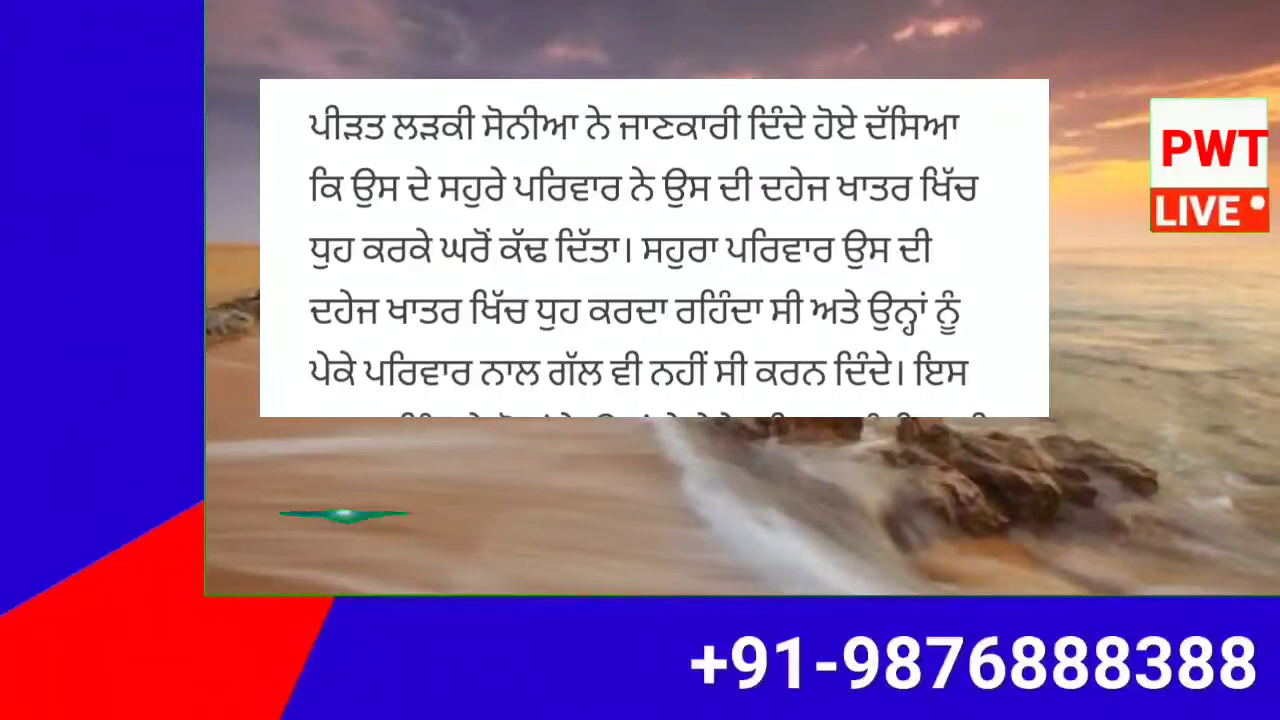 ਪੀੜਤ ਲੜਕੀ ਸੋਨੀਆ ਨੇ ਜਾਣਕਾਰੀ ਦਿੰਦੇ ਹੋਏ ਦੱਸਿਆ
ਕਿ ਉਸ ਦੇ ਸਹੁਰੇ ਪਰਿਵਾਰ ਨੇ ਉਸ ਦੀ ਦਹੇਜ ਖਾਤਰ ਖਿੱਚ
ਧੁਹ ਕਰਕੇ ਘਰੋਂ ਕੱਢ ਦਿੱਤਾ। ਸਹੁਰਾ ਪਰਿਵਾਰ ਉਸ ਦੀ
ਦਹੇਜ ਖਾਤਰ ਖਿੱਚ ਧੁਹ ਕਰਦਾ ਰਹਿੰਦਾ ਸੀ ਅਤੇ ਉਨ੍ਹਾਂ ਨੂੰ
ਪੇਕੇ ਪਰਿਵਾਰ ਨਾਲ ਗੱਲ ਵੀ ਨਹੀਂ ਸੀ ਕਰਨ ਦਿੰਦੇ। ਇਸ
PWT
LIVE
+91-9876888388